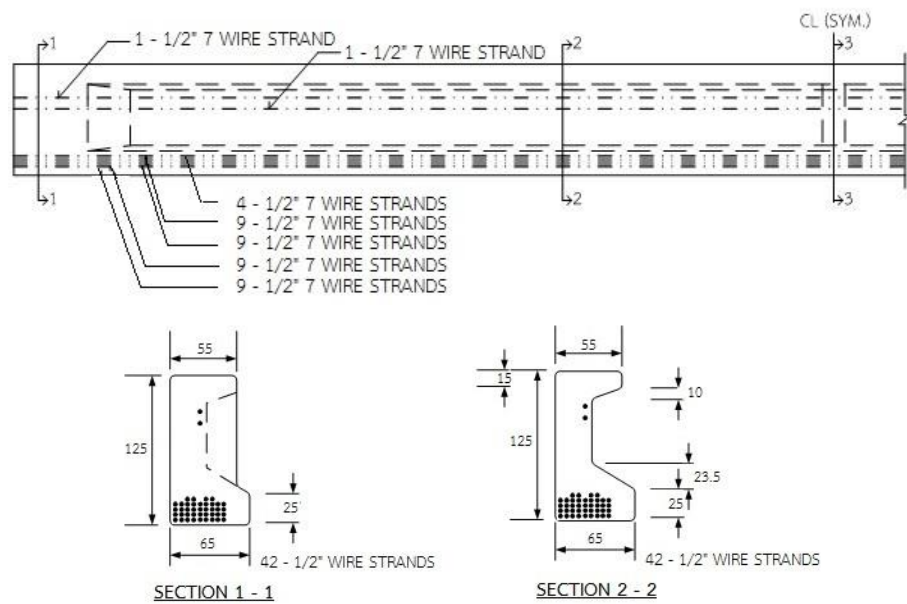 CL (SYM.)
1
1 - 1/2" 7 WIRE STRAND
1 - 1/2" 7 WIRE STRAND
2
3
1
2
3
4 - 1/2" 7 WIRE STRANDS
9 - 1/2" 7 WIRE STRANDS
9 - 1/2" 7 WIRE STRANDS
9 - 1/2" 7 WIRE STRANDS
9 - 1/2" 7 WIRE STRANDS
55
125
25
65
42 - 1/2" WIRE STRANDS
SECTION 1 - 1
55
15
10
125
23.5
25
65
42 - 1/2" WIRE STRANDS
SECTION 2 - 2